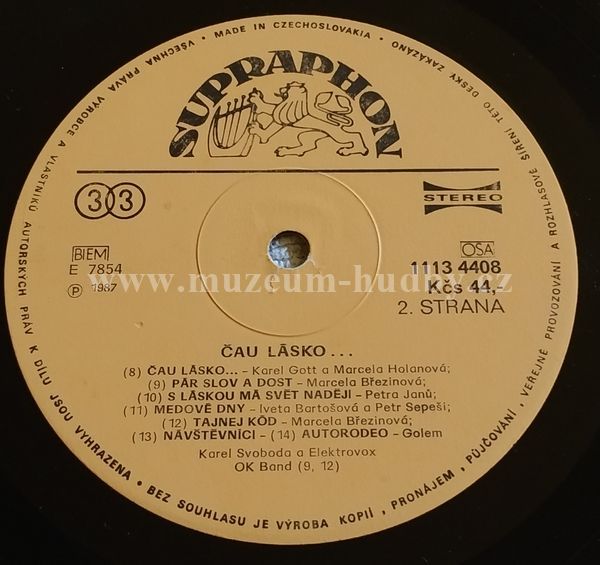 VŠECHNA PRÁVA VÝROBCE A VLASTNÍKŮ AUTORSKÝCH PRÁV K DÍLU JSOU VYHRAZENA • BEZ SOUHLASU JE VÝROBA KOPIÍ, PRONÁJEM, PŮJČOVÁNÍ, VEŘEJNÉ PROVOZOVÁNÍ A ROZHLASOVÉ ŠÍŘENÍ TÉTO DESKY ZAKÁZÁNO • MADE IN CZECHOSLOVAKIA •
SUPRAPHON
33
STEREO
BIEM
E 7854
Ⓟ 1987
OSA
1113 4408
Kčs 44,-
2. STRANA
www.muzeum-hudby.cz
ČAU LÁSKO...
(8) ČAU LÁSKO... – Karel Gott a Marcela Holanová;
(9) PÁR SLOV A DOST – Marcela Březinová;
(10) S LÁSKOU MÁ SVĚT NADĚJI – Petra Janů;
(11) MEDOVÉ DNY – Iveta Bartošová a Petr Sepeši;
(12) TAJNEJ KÓD – Marcela Březinová;
(13) NÁVŠTĚVNÍCI – (14) AUTORODEO – Golem
Karel Svoboda a Elektrovox
OK Band (9, 12)